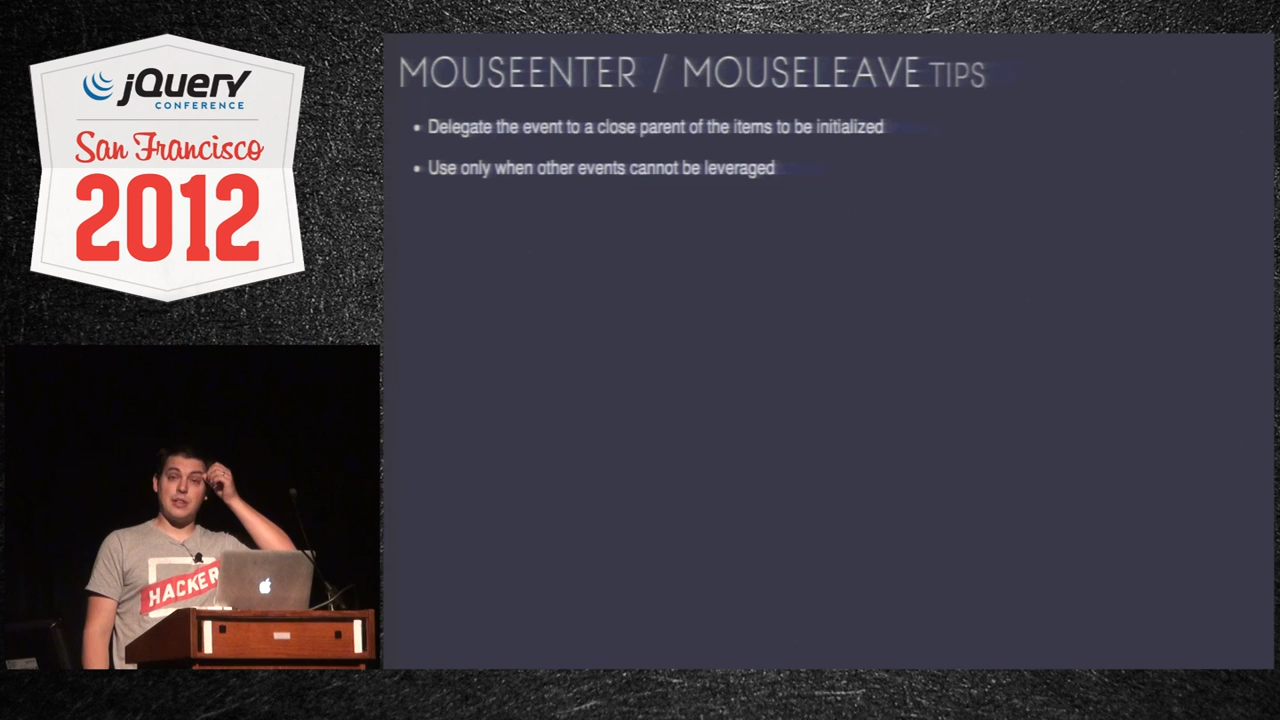 jQuery
CONFERENCE
San Francisco
2012
MOUSEENTER / MOUSELEAVE TIPS
• Delegate the event to a close parent of the items to be initialized
• Use only when other events cannot be leveraged
HACKER